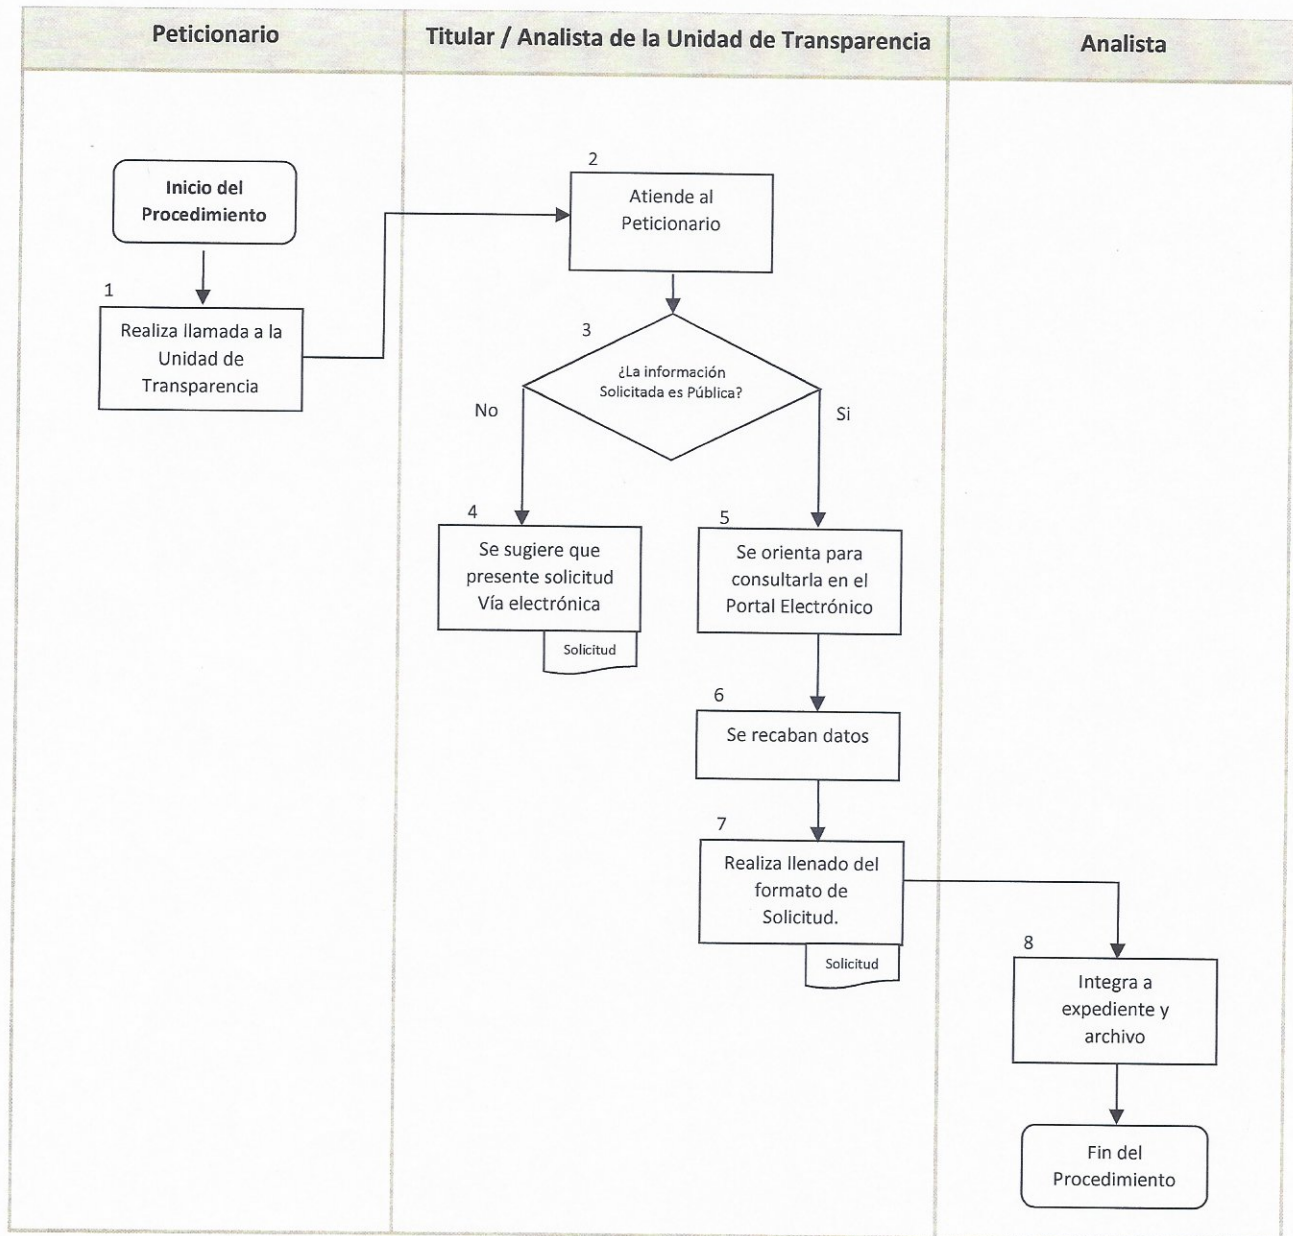 Peticionario
Titular / Analista de la Unidad de Transparencia
Analista
Inicio del
Procedimiento
1
Realiza llamada a la
Unidad de
Transparencia
2
Atiende al
Peticionario
3
¿La información
Solicitada es Pública?
No
Si
4
Se sugiere que
presente solicitud
Vía electrónica
Solicitud
5
Se orienta para
consultarla en el
Portal Electrónico
6
Se recaban datos
7
Realiza llenado del
formato de
Solicitud.
Solicitud
8
Integra a
expediente y
archivo
Fin del
Procedimiento